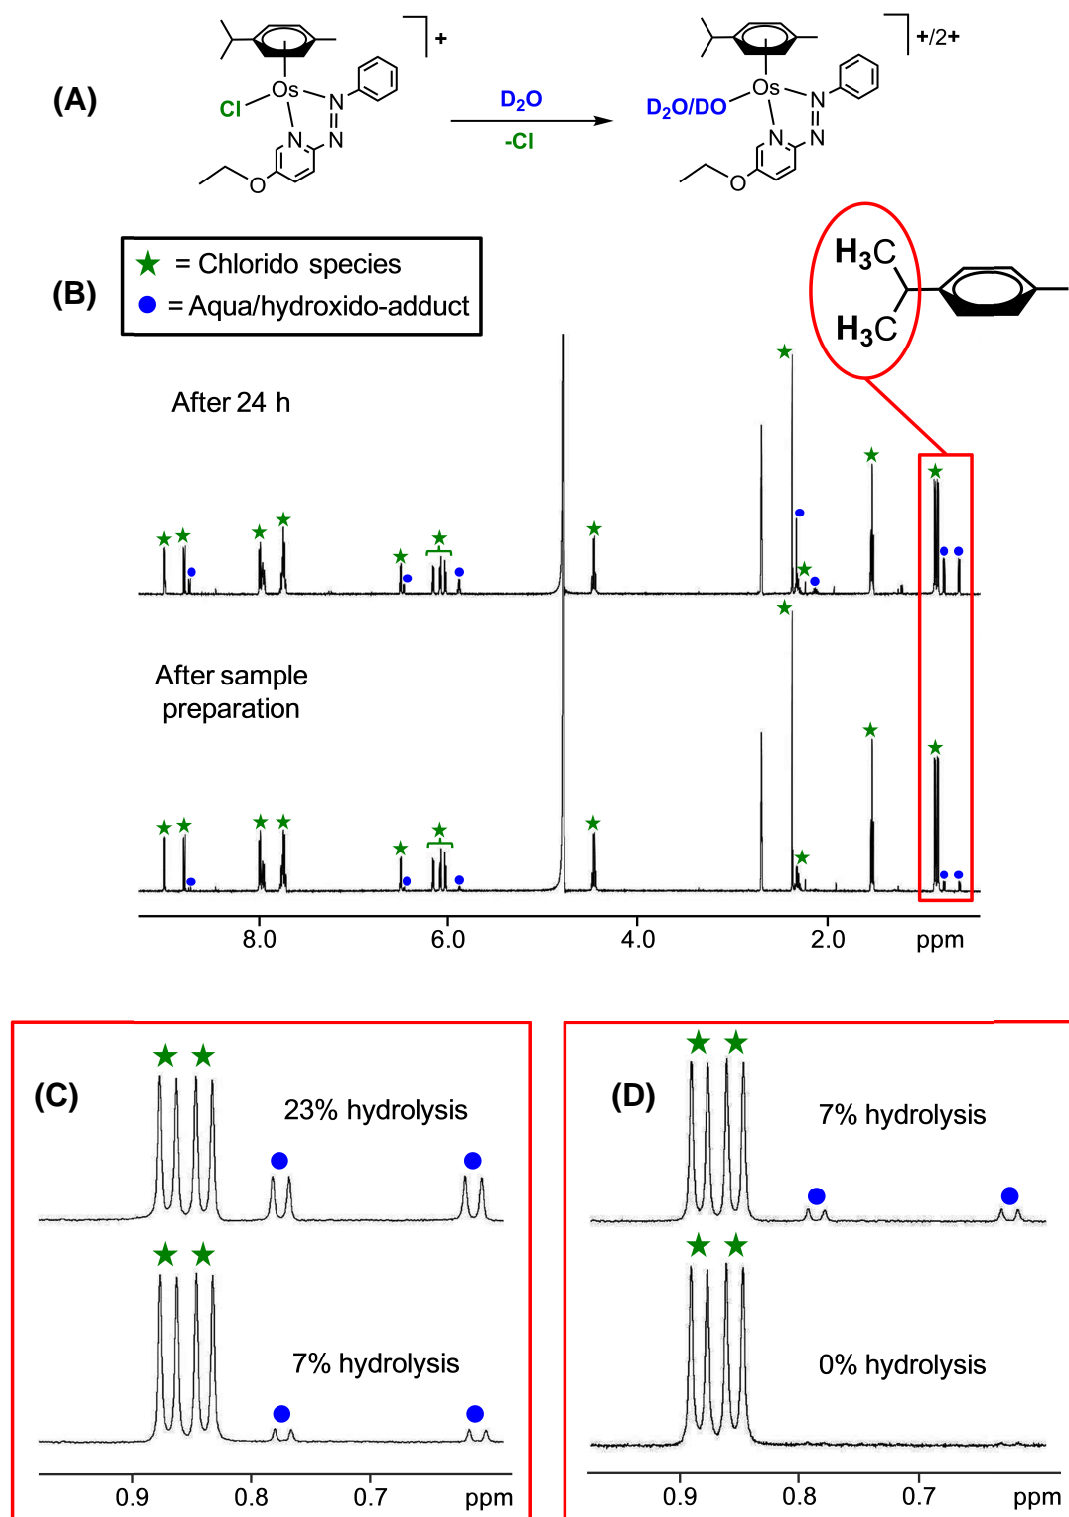 (A)
+
Os
Cl
N
N
N
O
D₂O
-Cl
+/2+
Os
D₂O/DO
N
N
N
O
(B)
★ = Chlorido species
● = Aqua/hydroxido-adduct
H₃C
H₃C
After 24 h
After sample
preparation
8.0 6.0 4.0 2.0 ppm
(C)
23% hydrolysis
7% hydrolysis
0.9 0.8 0.7 ppm
(D)
7% hydrolysis
0% hydrolysis
0.9 0.8 0.7 ppm